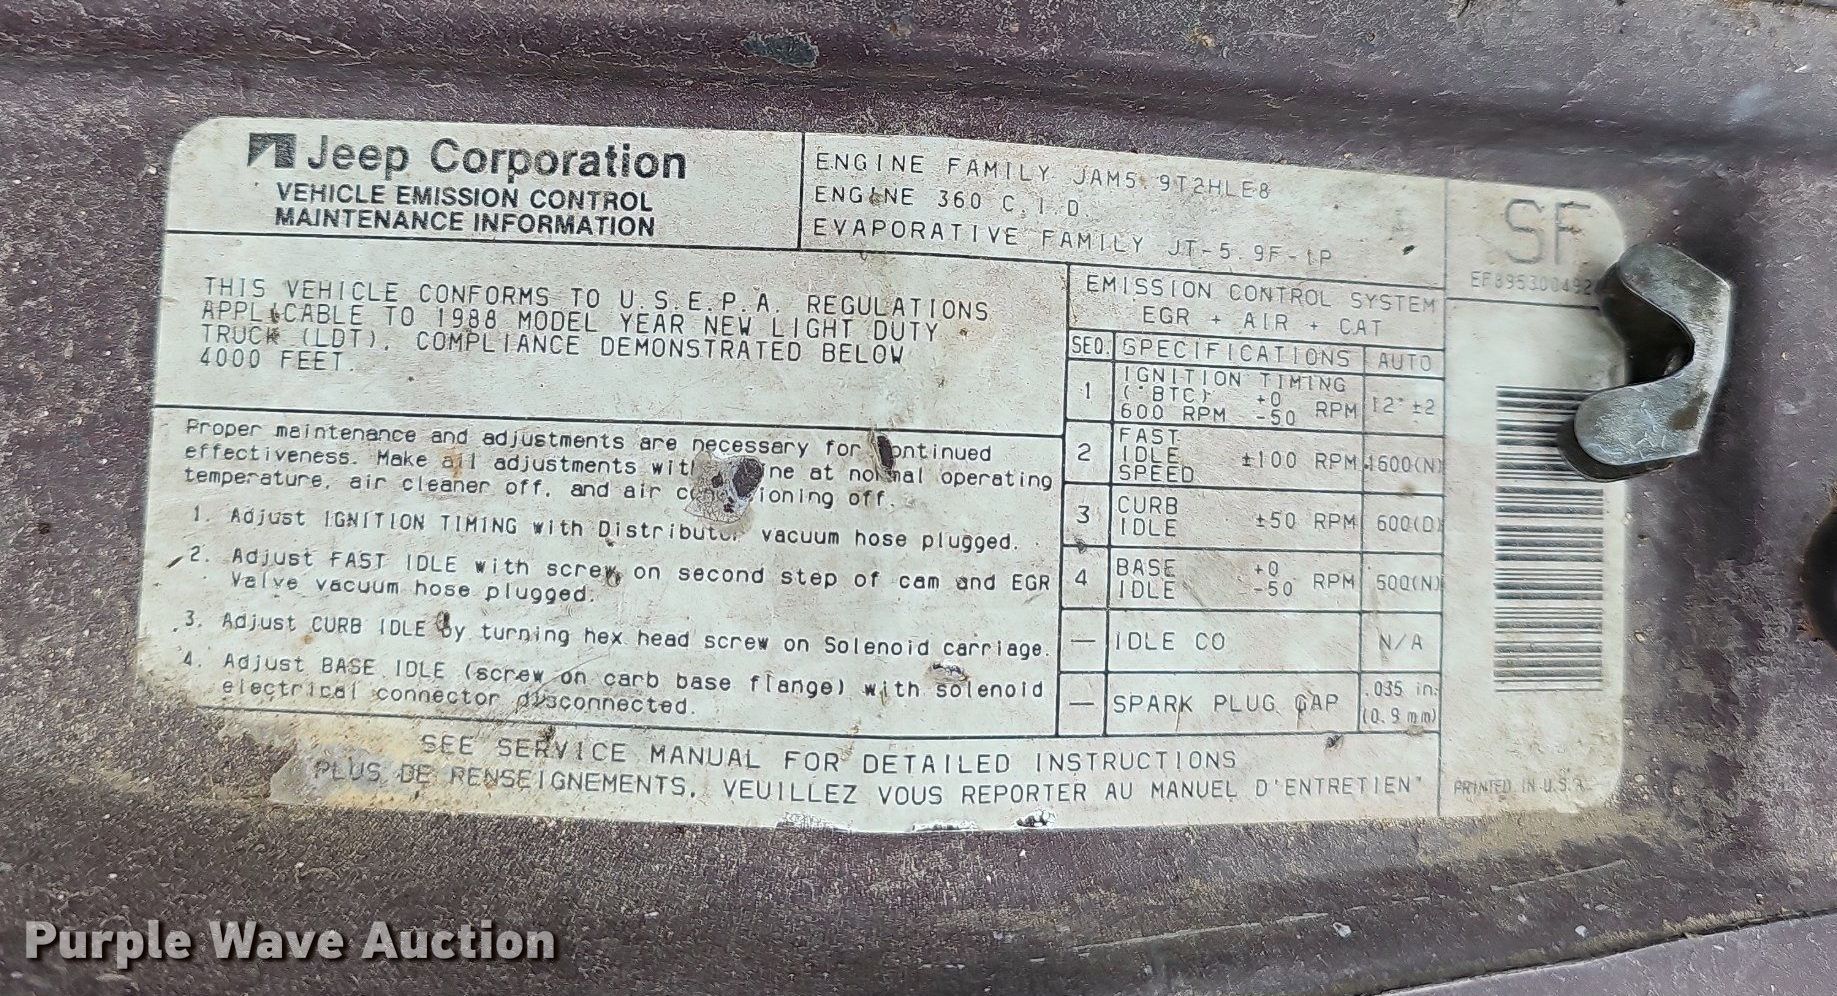 Jeep Corporation
VEHICLE EMISSION CONTROL
MAINTENANCE INFORMATION
ENGINE FAMILY JAM5.9T2HLE8
ENGINE 360 C.I.D.
EVAPORATIVE FAMILY JT-5.9F-1P
SF
THIS VEHICLE CONFORMS TO U.S.E.P.A. REGULATIONS
APPLICABLE TO 1988 MODEL YEAR NEW LIGHT DUTY
TRUCK (LDT). COMPLIANCE DEMONSTRATED BELOW
4000 FEET.
EMISSION CONTROL SYSTEM
EGR + AIR + CAT
SEQ. SPECIFICATIONS AUTO
1 IGNITION TIMING
(°BTC) +0
600 RPM -50 RPM 12° ±2
2 FAST
IDLE ±100 RPM 1600(N)
SPEED
3 CURB
IDLE ±50 RPM 600(D)
4 BASE +0
IDLE -50 RPM 500(N)
— IDLE CO N/A
— SPARK PLUG GAP .035 in.
(0.9 mm)
Proper maintenance and adjustments are necessary for continued
effectiveness. Make all adjustments with at normal operating
temperature, air cleaner off, and air conditioning off.
1. Adjust IGNITION TIMING with Distributor vacuum hose plugged.
2. Adjust FAST IDLE with screw on second step of cam and EGR
Valve vacuum hose plugged.
3. Adjust CURB IDLE by turning hex head screw on Solenoid carriage.
4. Adjust BASE IDLE (screw on carb base flange) with solenoid
electrical connector disconnected.
SEE SERVICE MANUAL FOR DETAILED INSTRUCTIONS
PLUS DE RENSEIGNEMENTS, VEUILLEZ VOUS REPORTER AU MANUEL D'ENTRETIEN"
PRINTED IN U.S.A.
Purple Wave Auction